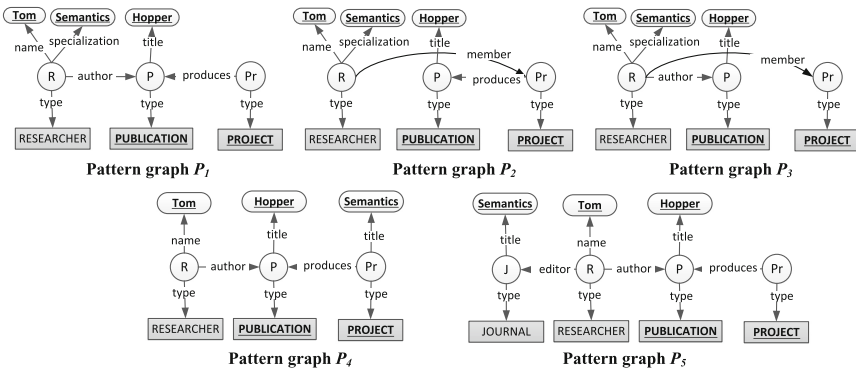 Tom Semantics Hopper
name specialization title
R author P produces Pr
type type type
RESEARCHER PUBLICATION PROJECT
Pattern graph P1
Tom Semantics Hopper
name specialization title member
R P produces Pr
type type type
RESEARCHER PUBLICATION PROJECT
Pattern graph P2
Tom Semantics Hopper
name specialization title member
R author P Pr
type type type
RESEARCHER PUBLICATION PROJECT
Pattern graph P3
Tom Hopper Semantics
name title title
R author P produces Pr
type type type
RESEARCHER PUBLICATION PROJECT
Pattern graph P4
Semantics Tom Hopper
title name title
J editor R author P produces Pr
type type type type
JOURNAL RESEARCHER PUBLICATION PROJECT
Pattern graph P5